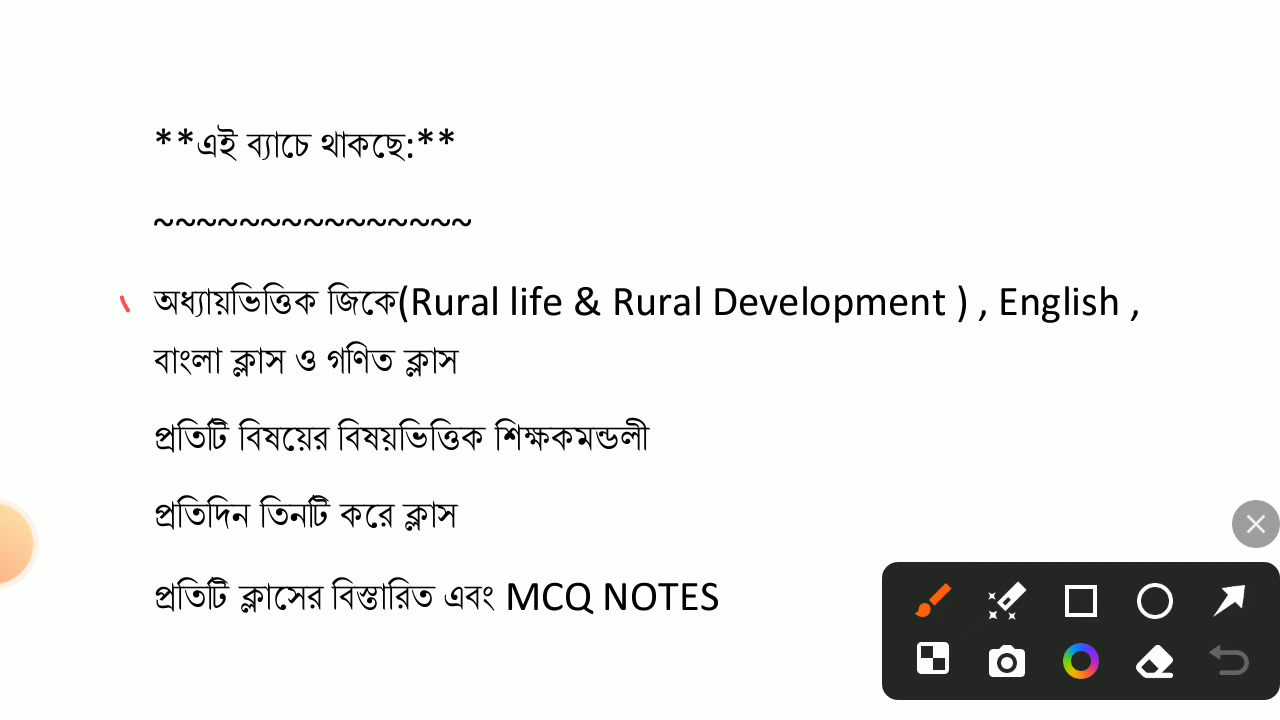 **এই ব্যাচে থাকছে:**
~~~~~~~~~~~~~~~
অধ্যায়ভিত্তিক জিকে(Rural life & Rural Development ) , English ,
বাংলা ক্লাস ও গণিত ক্লাস
প্রতিটি বিষয়ের বিষয়ভিত্তিক শিক্ষকমন্ডলী
প্রতিদিন তিনটি করে ক্লাস
প্রতিটি ক্লাসের বিস্তারিত এবং MCQ NOTES